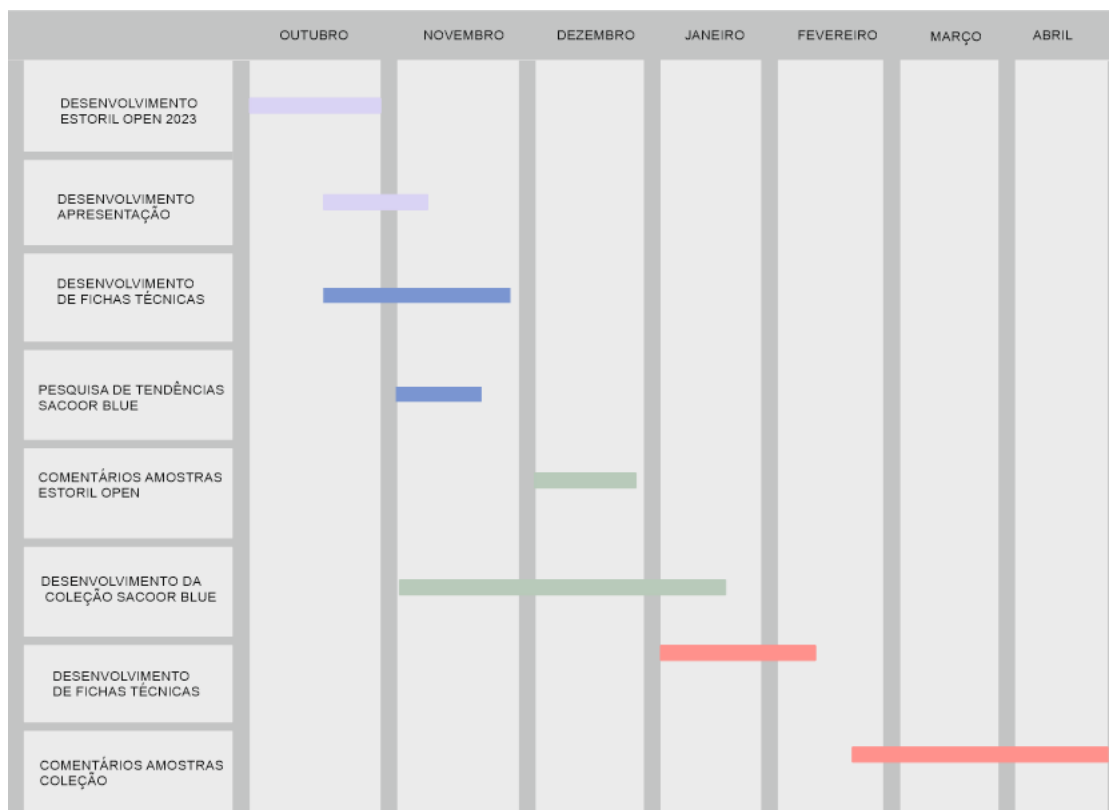 OUTUBRO NOVEMBRO DEZEMBRO JANEIRO FEVEREIRO MARÇO ABRIL
DESENVOLVIMENTO
ESTORIL OPEN 2023
DESENVOLVIMENTO
APRESENTAÇÃO
DESENVOLVIMENTO
DE FICHAS TÉCNICAS
PESQUISA DE TENDÊNCIAS
SACOOR BLUE
COMENTÁRIOS AMOSTRAS
ESTORIL OPEN
DESENVOLVIMENTO DA
COLEÇÃO SACOOR BLUE
DESENVOLVIMENTO
DE FICHAS TÉCNICAS
COMENTÁRIOS AMOSTRAS
COLEÇÃO